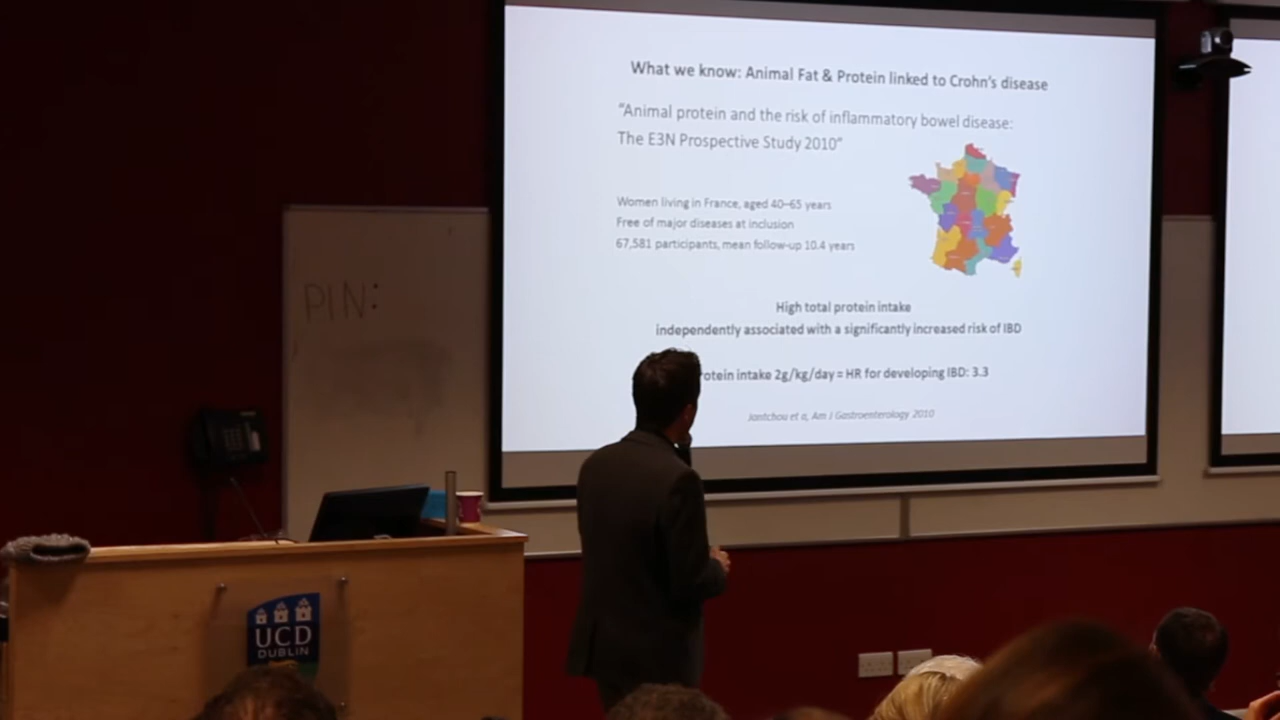 What we know: Animal Fat & Protein linked to Crohn's disease
"Animal protein and the risk of inflammatory bowel disease:
The E3N Prospective Study 2010"
Women living in France, aged 40–65 years
Free of major diseases at inclusion
67,581 participants, mean follow-up 10.4 years
High total protein intake
independently associated with a significantly increased risk of IBD
otein intake 2g/kg/day = HR for developing IBD: 3.3
Jantchou et a, Am J Gastroenterology 2010
PIN:
UCD
DUBLIN